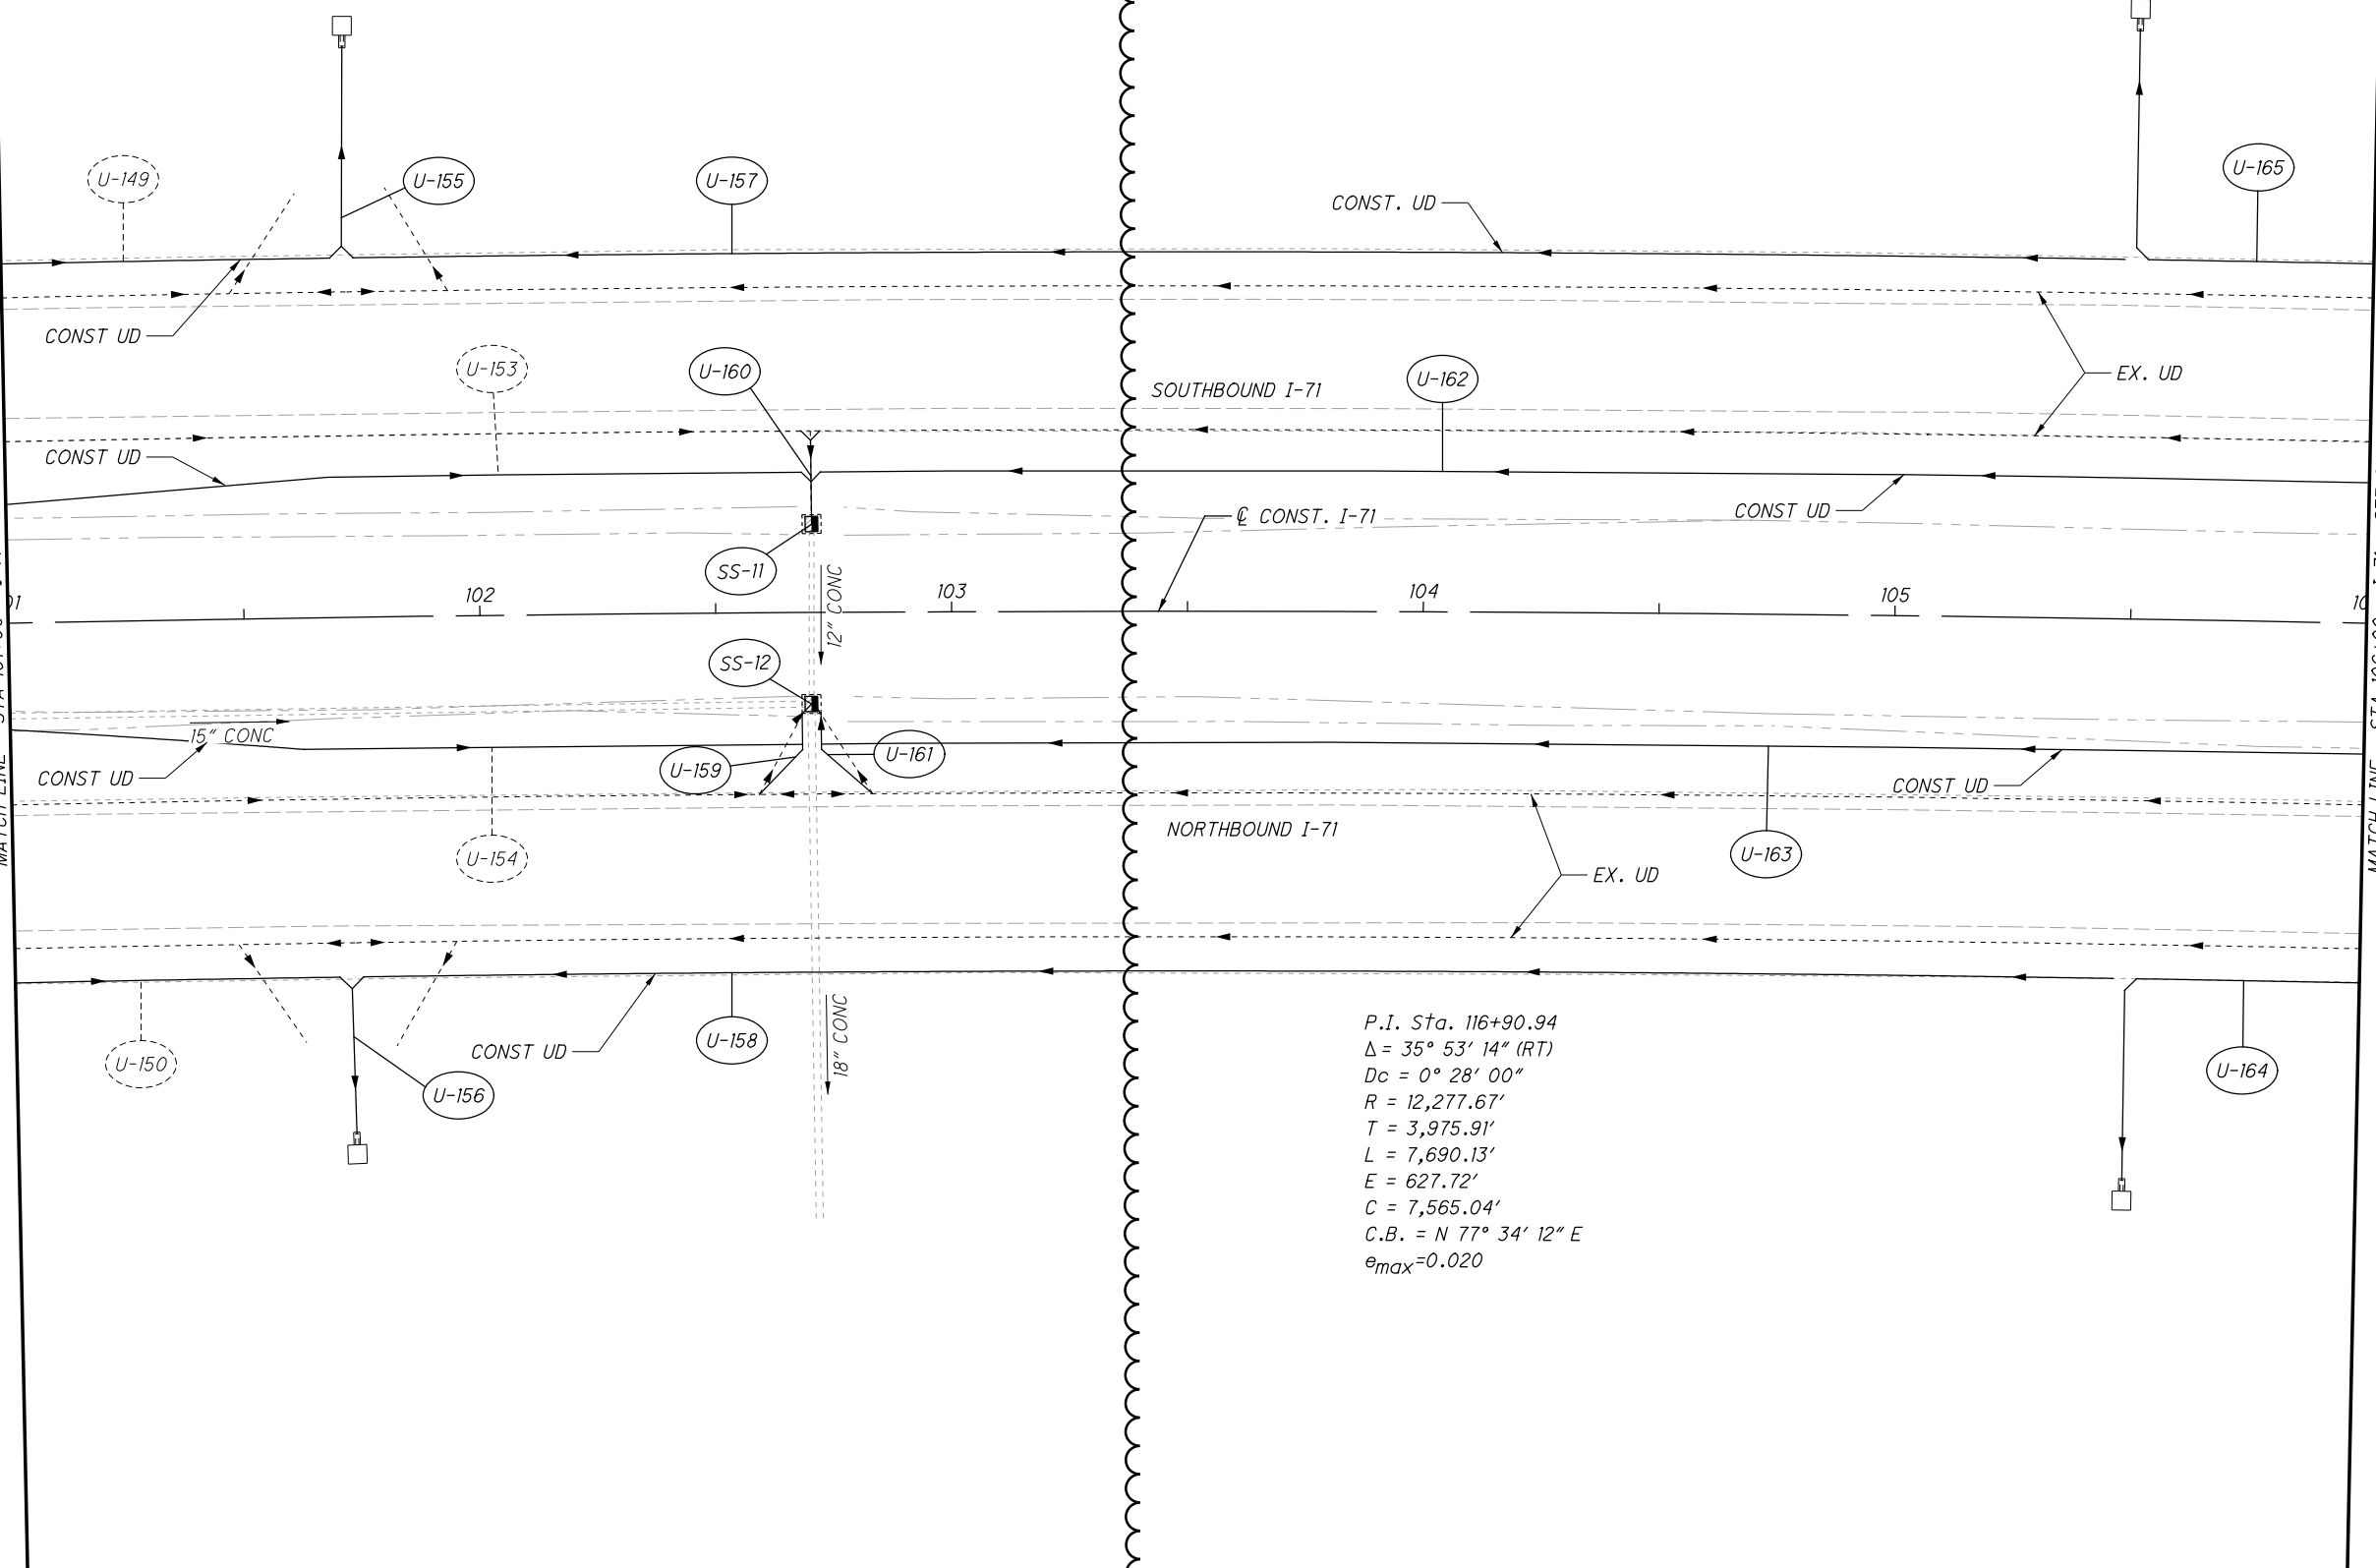 U-149
U-155
U-157
CONST. UD
U-165
CONST UD
U-153
U-160
SOUTHBOUND I-71
U-162
EX. UD
CONST UD
CONST UD
℄ CONST. I-71
SS-11
12" CONC
102
103
104
105
SS-12
15" CONC
CONST UD
U-159
U-161
CONST UD
NORTHBOUND I-71
U-154
U-163
EX. UD
U-150
CONST UD
U-158
U-156
18" CONC
U-164
P.I. Sta. 116+90.94
Δ = 35° 53' 14" (RT)
Dc = 0° 28' 00"
R = 12,277.67'
T = 3,975.91'
L = 7,690.13'
E = 627.72'
C = 7,565.04'
C.B. = N 77° 34' 12" E
emax=0.020
MATCH LINE
MATCH LINE